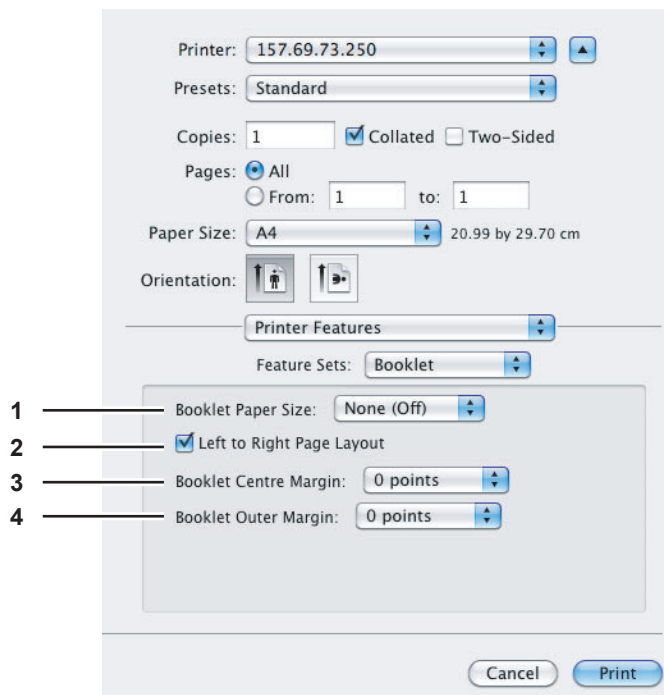 Printer: 157.69.73.250
Presets: Standard
Copies: 1 Collated Two-Sided
Pages: All
From: 1 to: 1
Paper Size: A4 20.99 by 29.70 cm
Orientation:
Printer Features
Feature Sets: Booklet
1 Booklet Paper Size: None (Off)
2 Left to Right Page Layout
3 Booklet Centre Margin: 0 points
4 Booklet Outer Margin: 0 points
Cancel Print